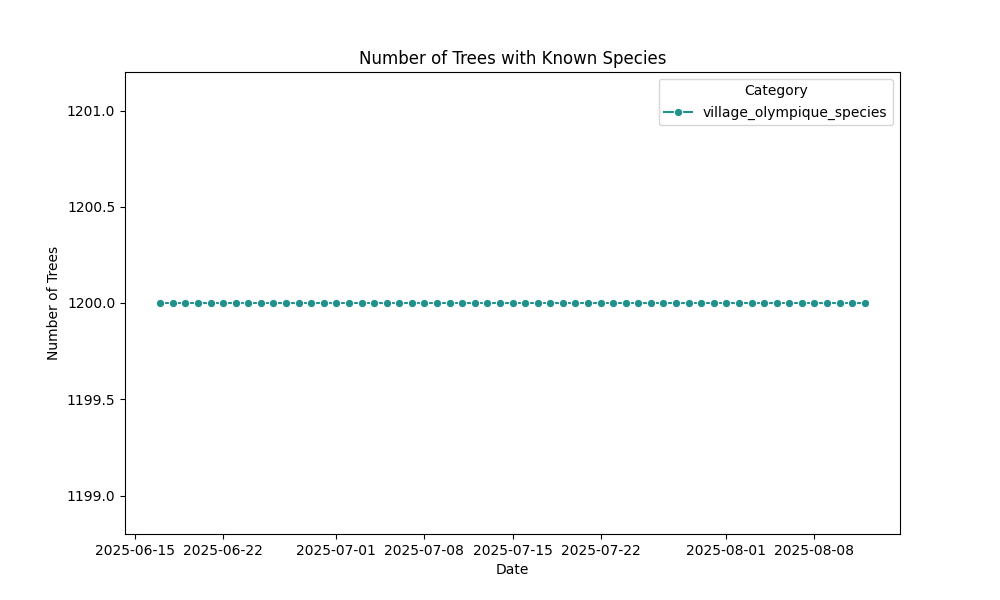 Number of Trees with Known Species
Category
village_olympique_species
1201.0
1200.5
1200.0
1199.5
1199.0
Number of Trees
2025-06-15 2025-06-22 2025-07-01 2025-07-08 2025-07-15 2025-07-22 2025-08-01 2025-08-08
Date